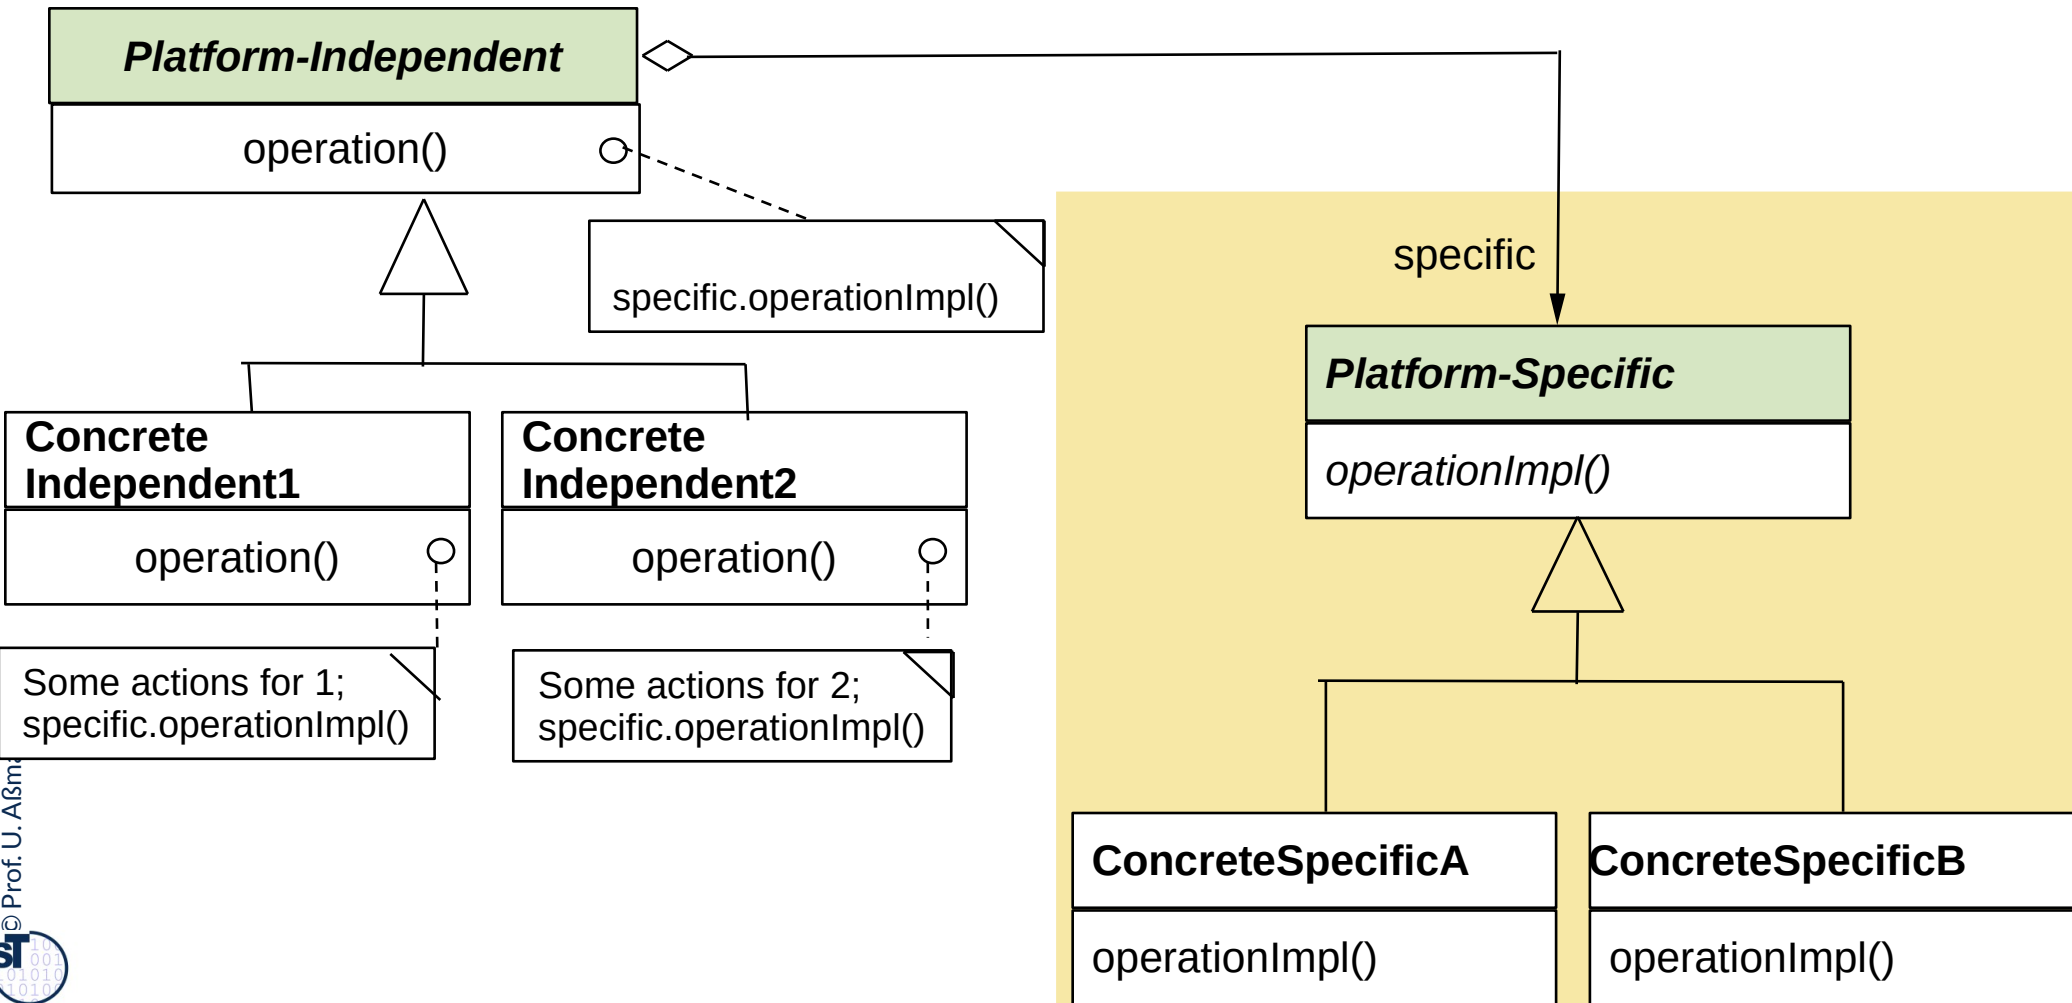 Platform-Independent
operation()
specific.operationImpl()
specific
Platform-Specific
operationImpl()
Concrete
Independent1
operation()
Concrete
Independent2
operation()
Some actions for 1;
specific.operationImpl()
Some actions for 2;
specific.operationImpl()
ConcreteSpecificA
operationImpl()
ConcreteSpecificB
operationImpl()
© Prof. U.